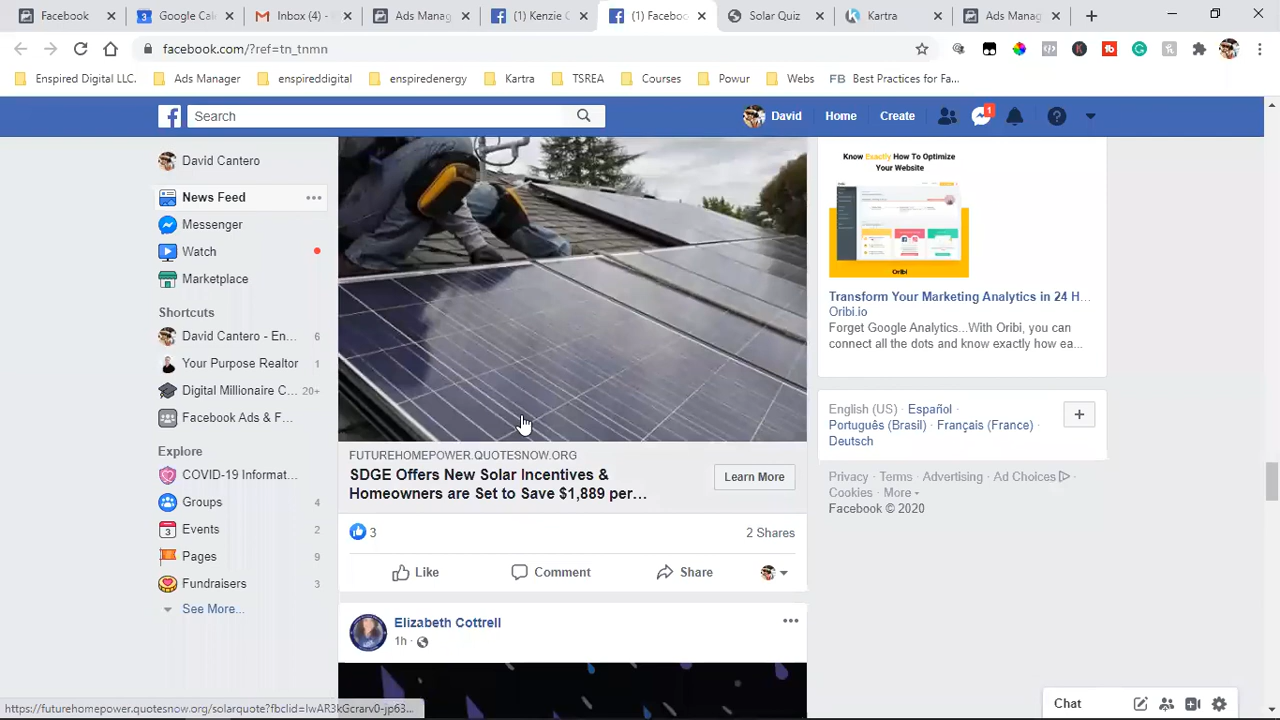 Facebook
Google Cal
Inbox (4) -
Ads Manag
(1) Kenzie C
(1) Facebo
Solar Quiz
Kartra
Ads Manag
facebook.com/?ref=tn_tnmn
Enspired Digital LLC.
Ads Manager
enspireddigital
enspiredenergy
Kartra
TSREA
Courses
Powur
Webs
FB Best Practices for Fa...
Search
David
Home
Create
1
David Cantero
News Feed
Messenger
Watch
Marketplace
Shortcuts
David Cantero - En... 6
Your Purpose Realtor 1
Digital Millionaire C... 20+
Facebook Ads & F...
Explore
COVID-19 Informat...
Groups 4
Events 2
Pages 9
Fundraisers 3
See More...
FUTUREHOMEPOWER.QUOTESNOW.ORG
SDGE Offers New Solar Incentives &
Homeowners are Set to Save $1,889 per...
Learn More
3
2 Shares
Like
Comment
Share
Elizabeth Cottrell
1h
Know Exactly How To Optimize
Your Website
Oribi
Transform Your Marketing Analytics in 24 H...
Oribi.io
Forget Google Analytics...With Oribi, you can
connect all the dots and know exactly how ea...
English (US) · Español ·
Português (Brasil) · Français (France) ·
Deutsch
Privacy · Terms · Advertising · Ad Choices ·
Cookies · More
Facebook © 2020
Chat
https://futurehomepower.quotesnow.org/solarquote?fbclid=IwAR3kGcrarv0-jp63...